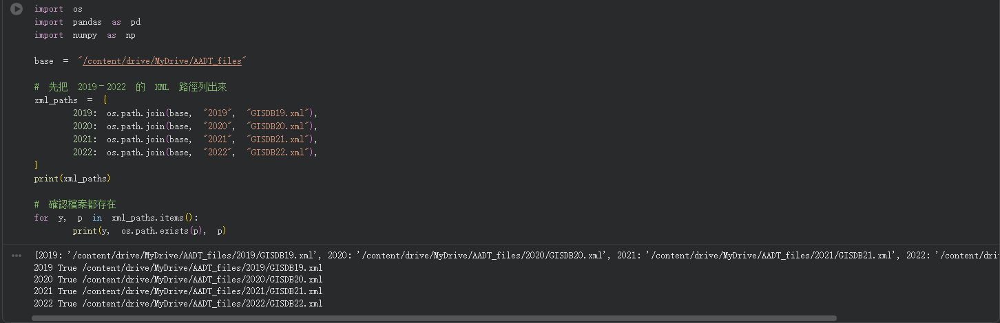 import os
import pandas as pd
import numpy as np
base = "/content/drive/MyDrive/AADT_files"
# 先把 2019–2022 的 XML 路徑列出來
xml_paths = {
2019: os.path.join(base, "2019", "GISDB19.xml"),
2020: os.path.join(base, "2020", "GISDB20.xml"),
2021: os.path.join(base, "2021", "GISDB21.xml"),
2022: os.path.join(base, "2022", "GISDB22.xml"),
}
print(xml_paths)
# 確認檔案都存在
for y, p in xml_paths.items():
print(y, os.path.exists(p), p)
{2019: '/content/drive/MyDrive/AADT_files/2019/GISDB19.xml', 2020: '/content/drive/MyDrive/AADT_files/2020/GISDB20.xml', 2021: '/content/drive/MyDrive/AADT_files/2021/GISDB21.xml', 2022: '/content/dri
2019 True /content/drive/MyDrive/AADT_files/2019/GISDB19.xml
2020 True /content/drive/MyDrive/AADT_files/2020/GISDB20.xml
2021 True /content/drive/MyDrive/AADT_files/2021/GISDB21.xml
2022 True /content/drive/MyDrive/AADT_files/2022/GISDB22.xml